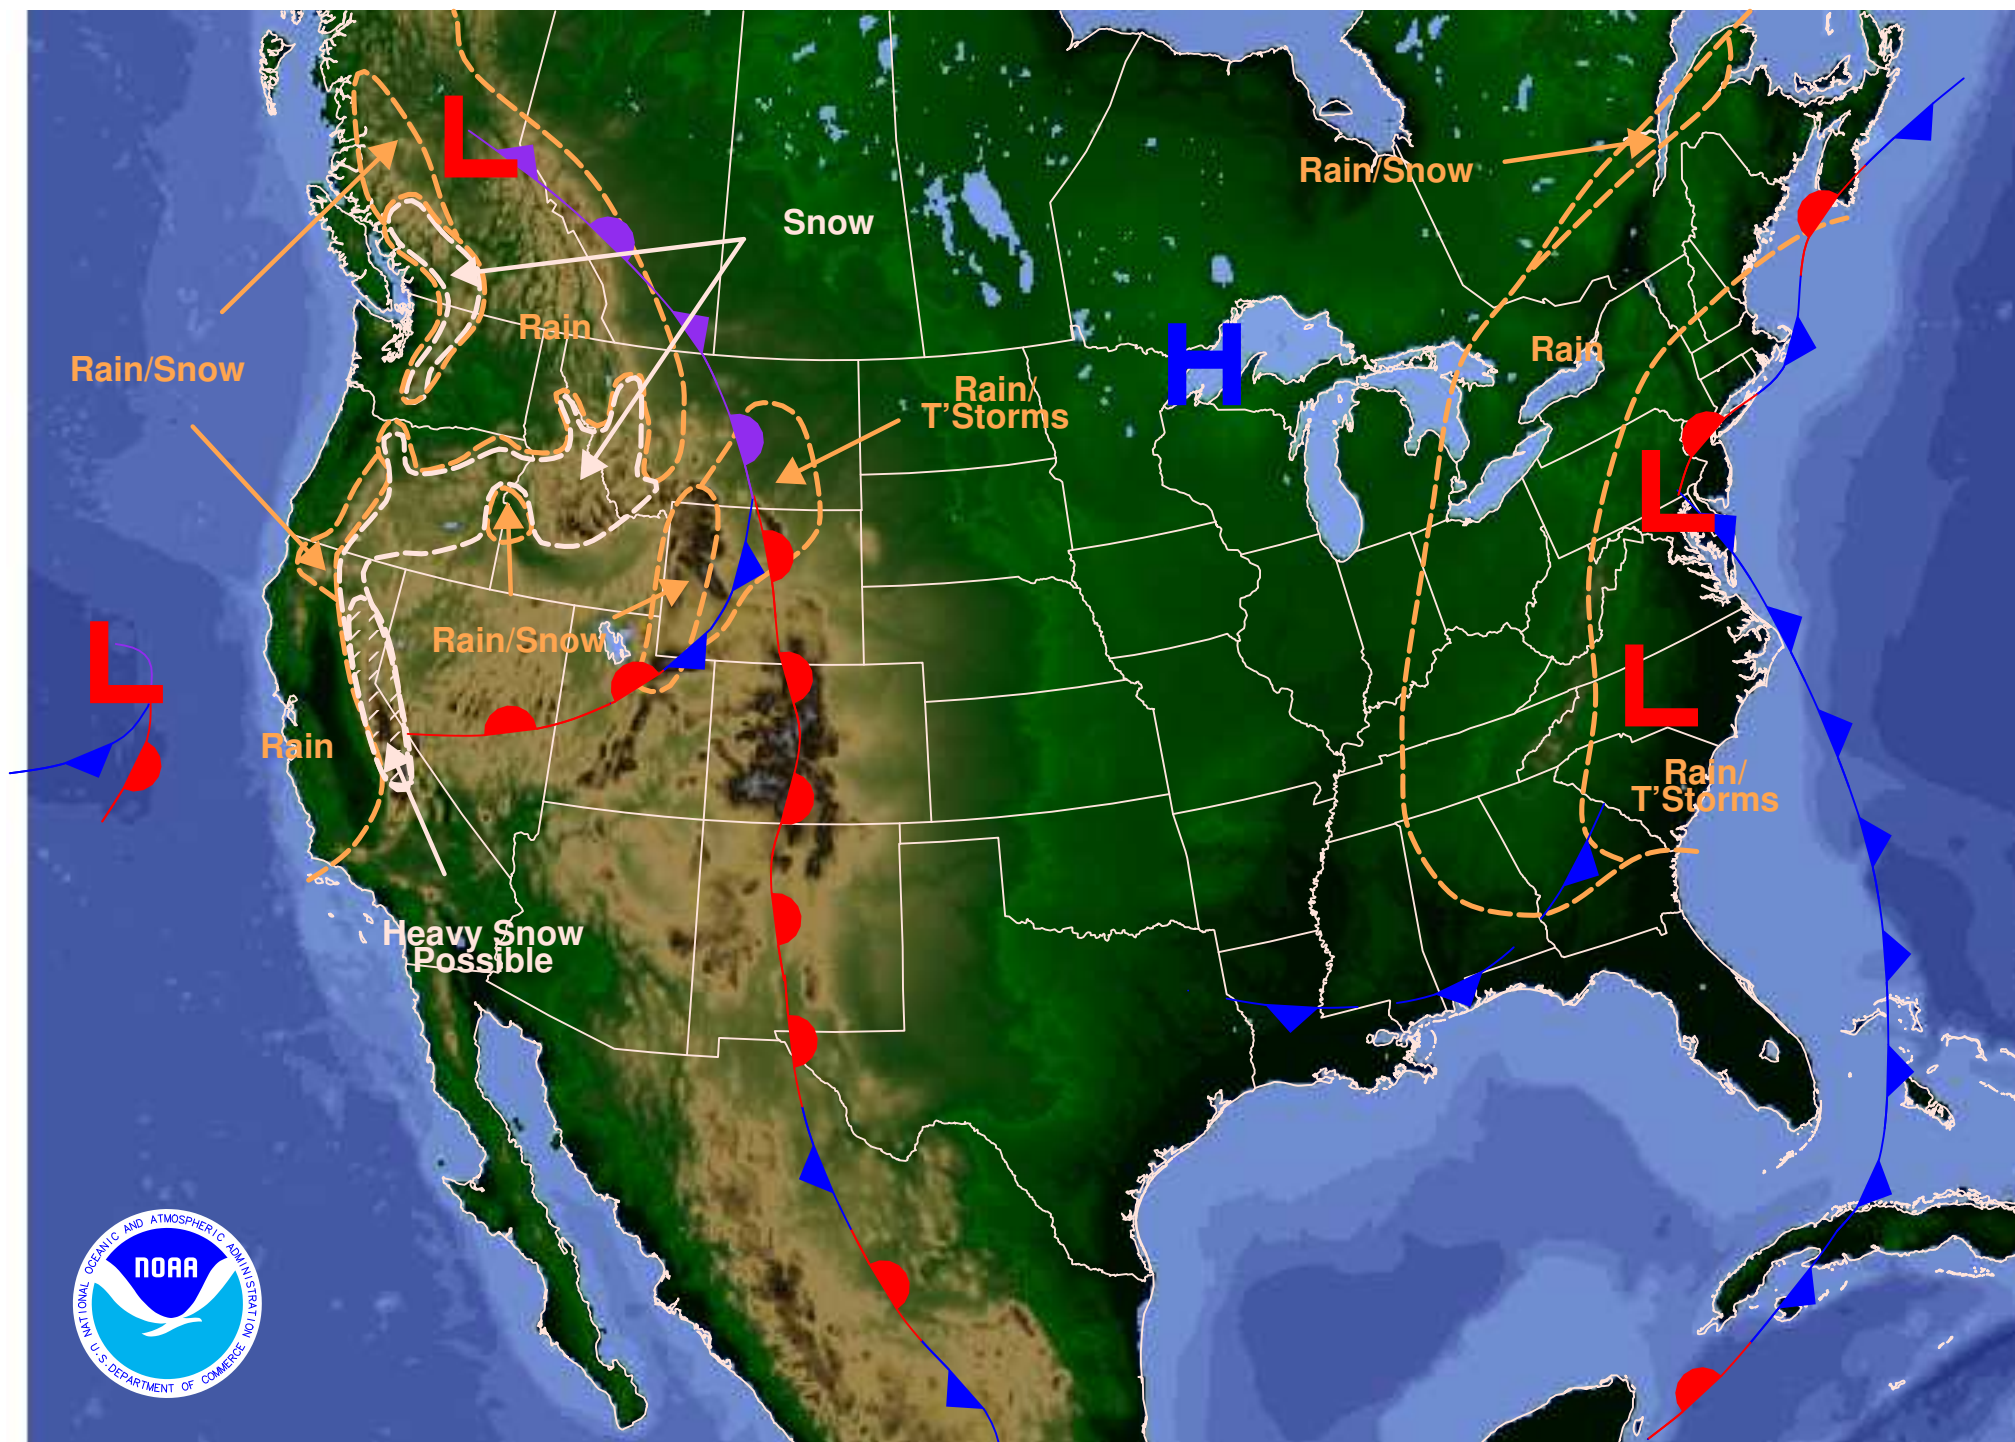 L
Rain/Snow
Snow
Rain
H
Rain
Rain/Snow
Rain/
T'Storms
L
Rain/Snow
L
L
Rain
Rain/
T'Storms
Heavy Snow
Possible
NATIONAL OCEANIC AND ATMOSPHERIC ADMINISTRATION
NOAA
U.S. DEPARTMENT OF COMMERCE